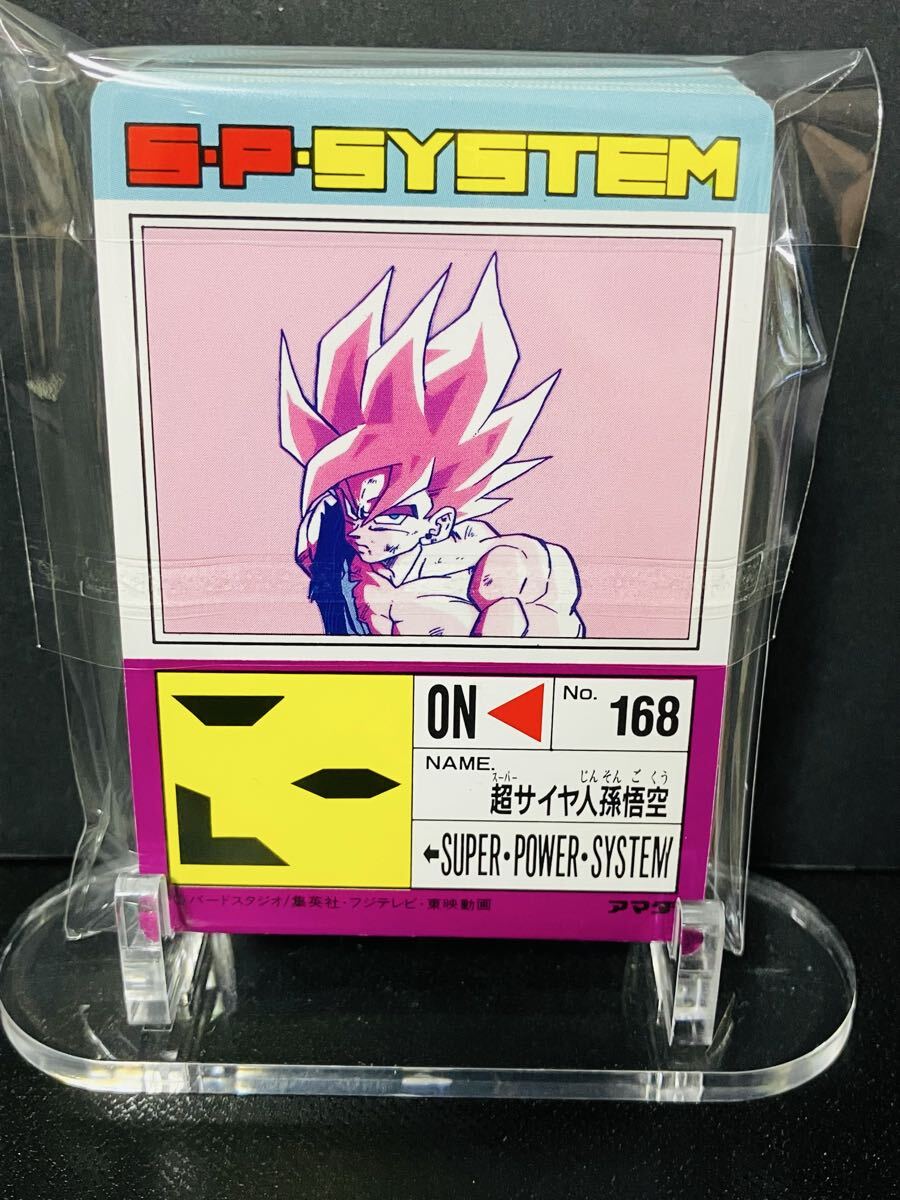 S·P·SYSTEM
ON
No. 168
NAME.
スーパー じんそんごくう
超サイヤ人孫悟空
←SUPER·POWER·SYSTEM
バードスタジオ/集英社・フジテレビ・東映動画 アマダ